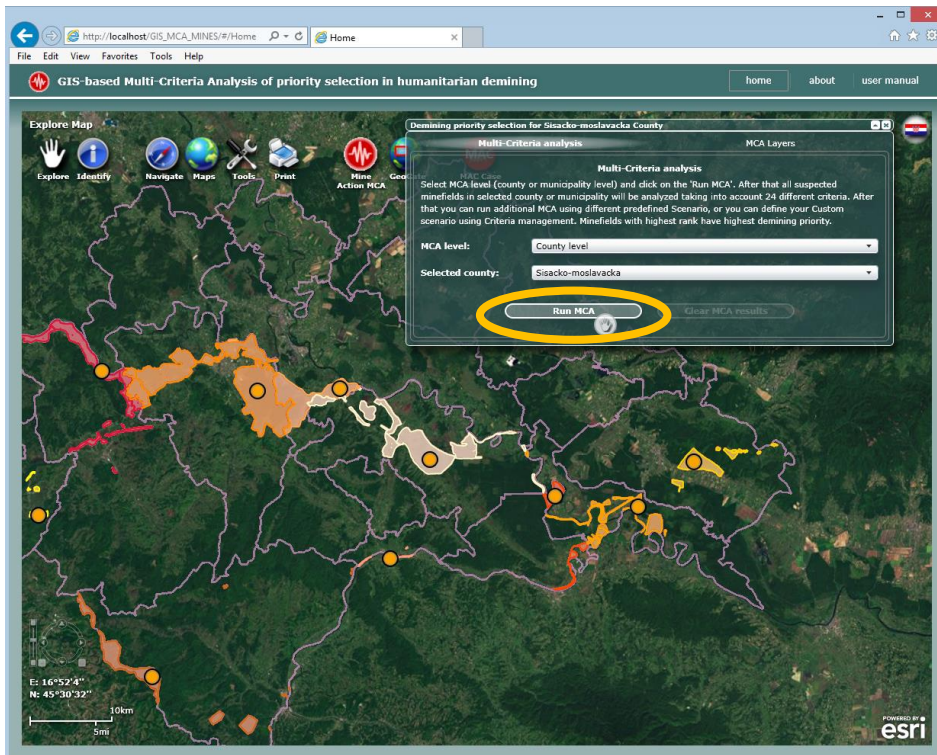 http://localhost/GIS_MCA_MINES/#/Home
Home
File Edit View Favorites Tools Help
GIS-based Multi-Criteria Analysis of priority selection in humanitarian demining
home about user manual
Explore Map
Explore Identify Navigate Maps Tools Print Mine Action MCA
MAC Case
Demining priority selection for Sisacko-moslavacka County
Multi-Criteria analysis MCA Layers
Multi-Criteria analysis
Select MCA level (county or municipality level) and click on the 'Run MCA'. After that all suspected
minefields in selected county or municipality will be analyzed taking into account 24 different criteria. After
that you can run additional MCA using different predefined Scenario, or you can define your Custom
scenario using Criteria management. Minefields with highest rank have highest demining priority.
MCA level: County level
Selected county: Sisacko-moslavacka
Run MCA Clear MCA results
E: 16°52'4"
N: 45°30'32"
10km
5mi
POWERED BY
esri